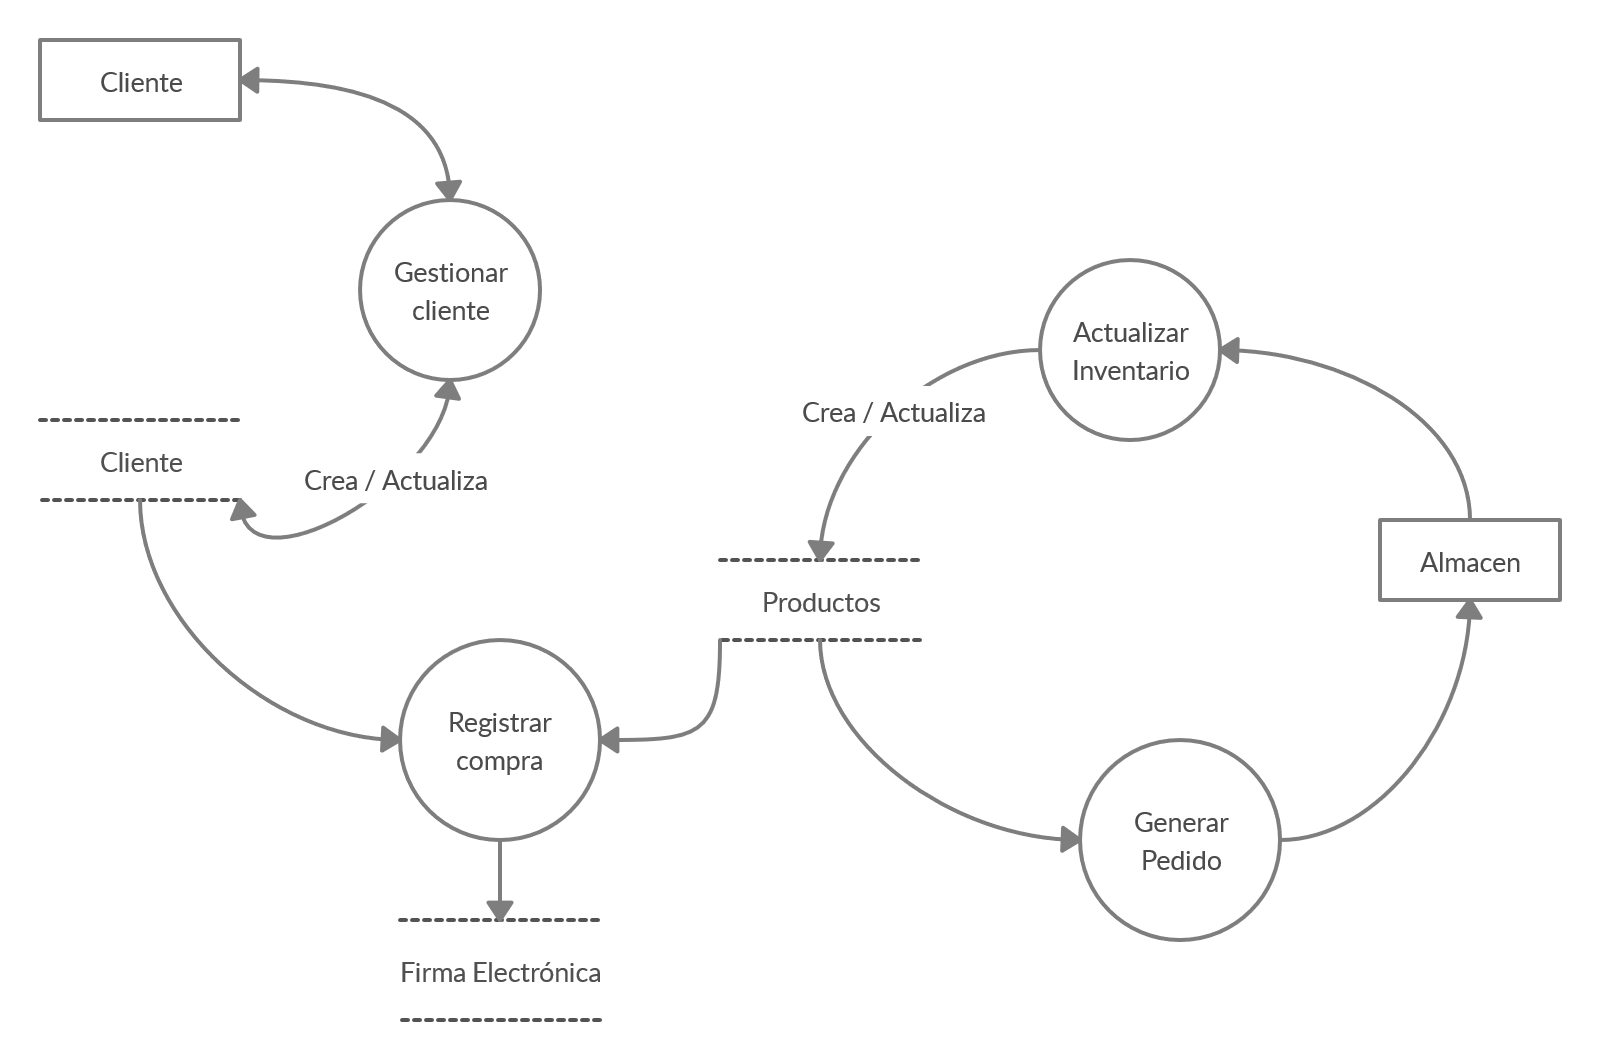 Cliente
Gestionar
cliente
Cliente
Crea / Actualiza
Actualizar
Inventario
Crea / Actualiza
Almacen
Productos
Registrar
compra
Generar
Pedido
Firma Electrónica